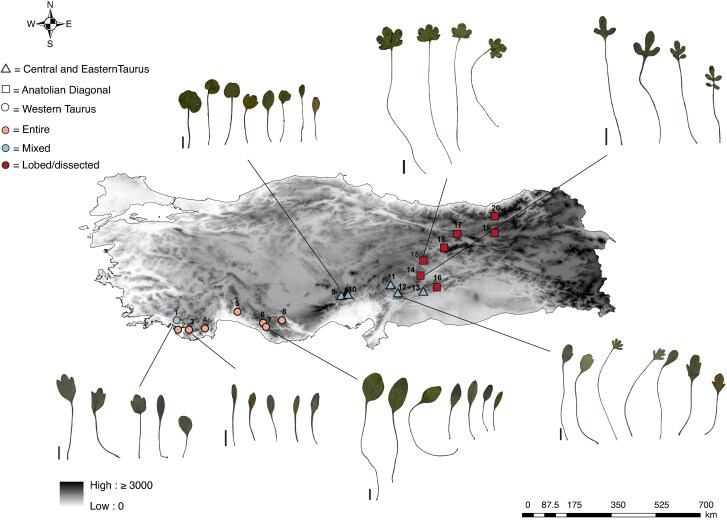 N
W E
S
= Central and EasternTaurus
= Anatolian Diagonal
= Western Taurus
= Entire
= Mixed
= Lobed/dissected
20
17
19
18
15
14
16
11
12
13
9
10
5
8
1
6
7
2
3
4
High : ≥ 3000
Low : 0
0 87.5 175 350 525 700
km